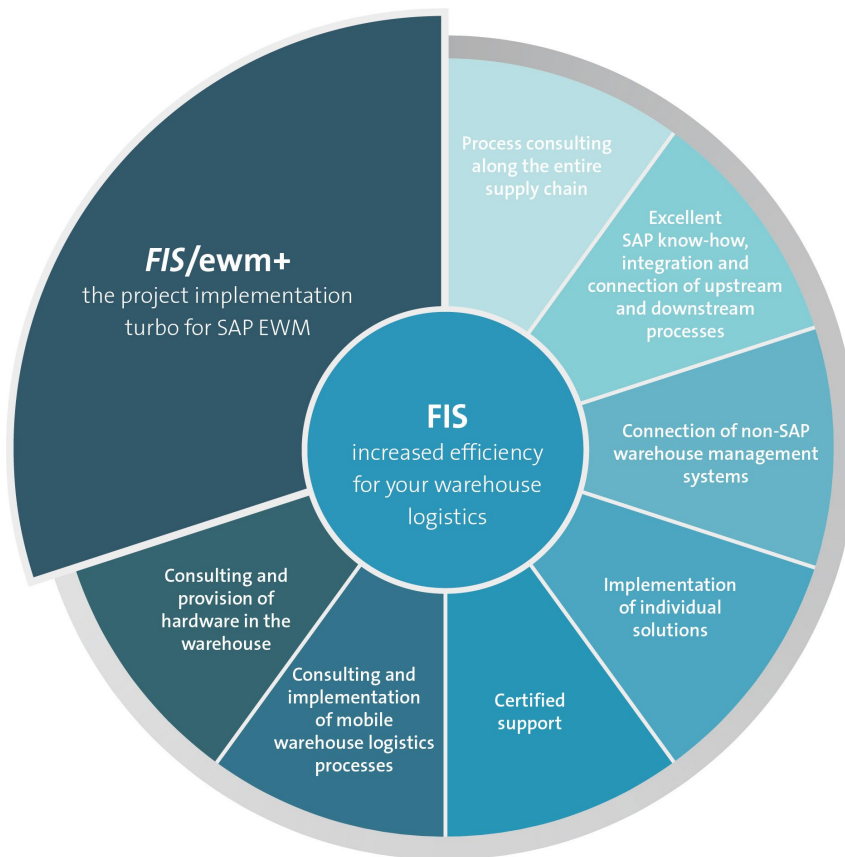 FIS/ewm+
the project implementation
turbo for SAP EWM
Process consulting
along the entire
supply chain
Excellent
SAP know-how,
integration and
connection of upstream
and downstream
processes
Connection of non-SAP
warehouse management
systems
Implementation
of individual
solutions
Certified
support
Consulting and
implementation
of mobile
warehouse logistics
processes
Consulting and
provision of
hardware in the
warehouse
FIS
increased efficiency
for your warehouse
logistics